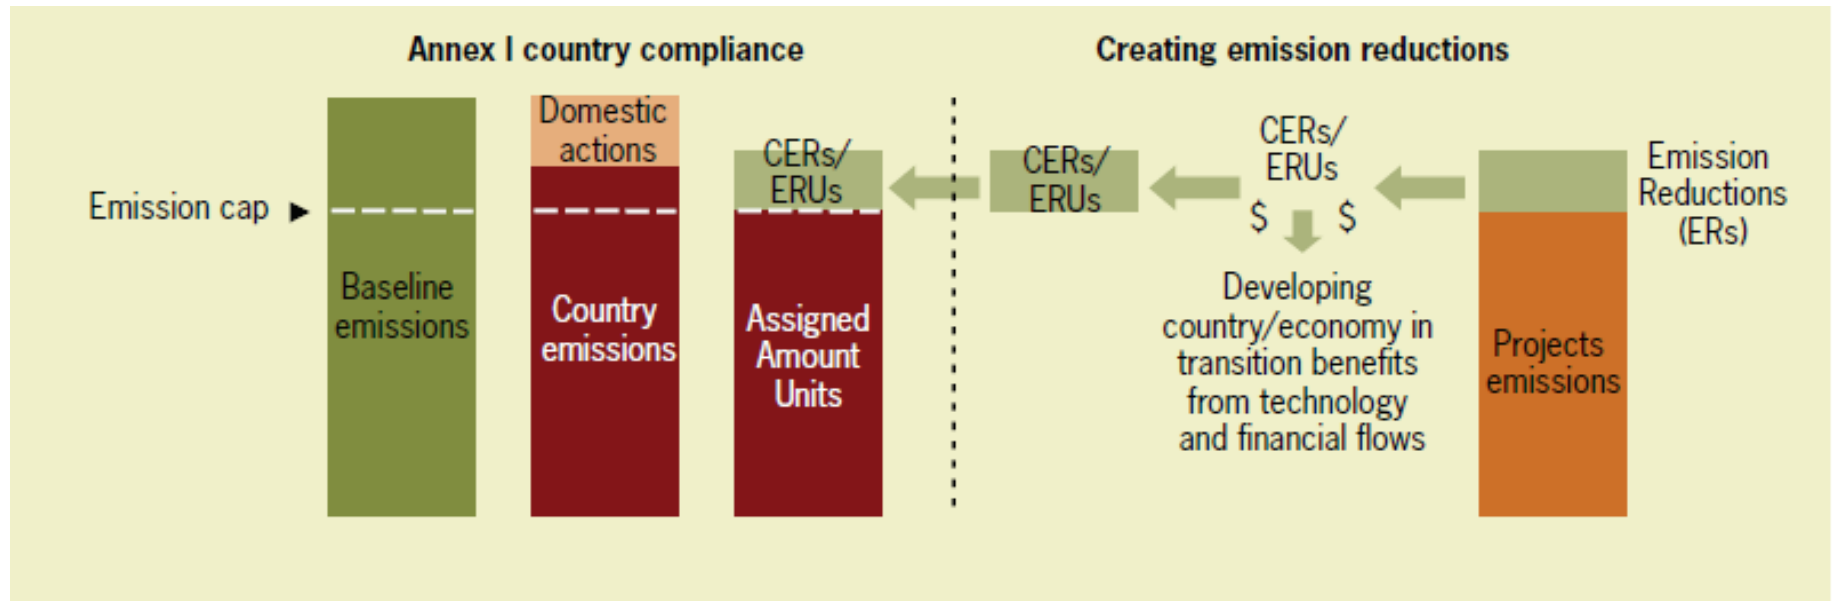 Annex I country compliance
Creating emission reductions
Emission cap ►
Baseline
emissions
Domestic
actions
Country
emissions
CERs/
ERUs
Assigned
Amount
Units
CERs/
ERUs
CERs/
ERUs
$ $
Developing
country/economy in
transition benefits
from technology
and financial flows
Emission
Reductions
(ERs)
Projects
emissions